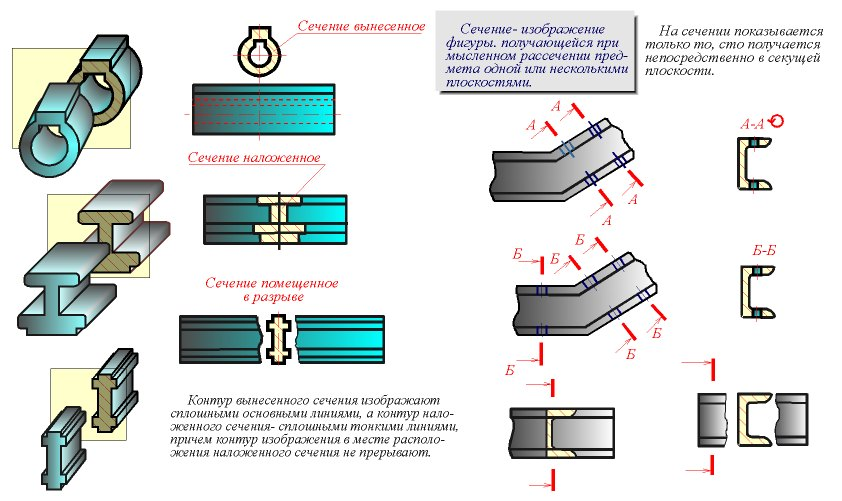 Сечение вынесенное
Сечение- изображение
фигуры. получающейся при
мысленном рассечении пред-
мета одной или несколькими
плоскостями.
На сечении показывается
только то, сто получается
непосредственно в секущей
плоскости.
А
А
А-А
Сечение наложенное
А
А
Б
Б
Б
Б-Б
Сечение помещенное
в разрыве
Б
Б
Б
Контур вынесенного сечения изображают
сплошными основными линиями, а контур нало-
женного сечения- сплошными тонкими линиями,
причем контур изображения в месте располо-
жения наложенного сечения не прерывают.